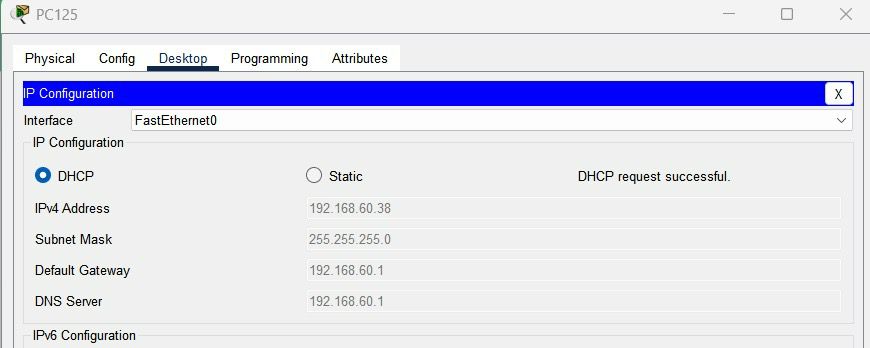 PC125
Physical Config Desktop Programming Attributes
IP Configuration X
Interface FastEthernet0
IP Configuration
DHCP Static DHCP request successful.
IPv4 Address 192.168.60.38
Subnet Mask 255.255.255.0
Default Gateway 192.168.60.1
DNS Server 192.168.60.1
IPv6 Configuration